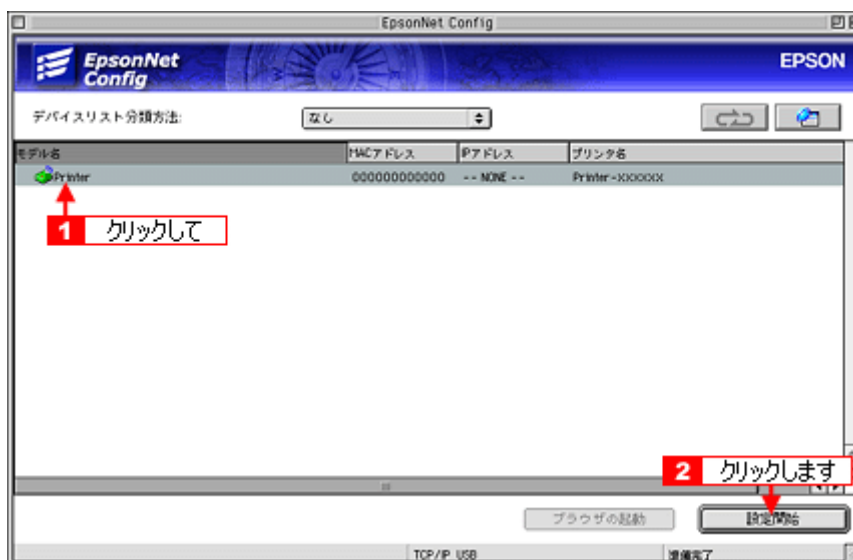 EpsonNet Config
EpsonNet
Config
EPSON
デバイスリスト分類方法:
なし
モデル名 MACアドレス IPアドレス プリンタ名
Printer 000000000000 -- NONE -- Printer-XXXXXX
1 クリックして
2 クリックします
ブラウザの起動 設定開始
TCP/IP USB 準備完了